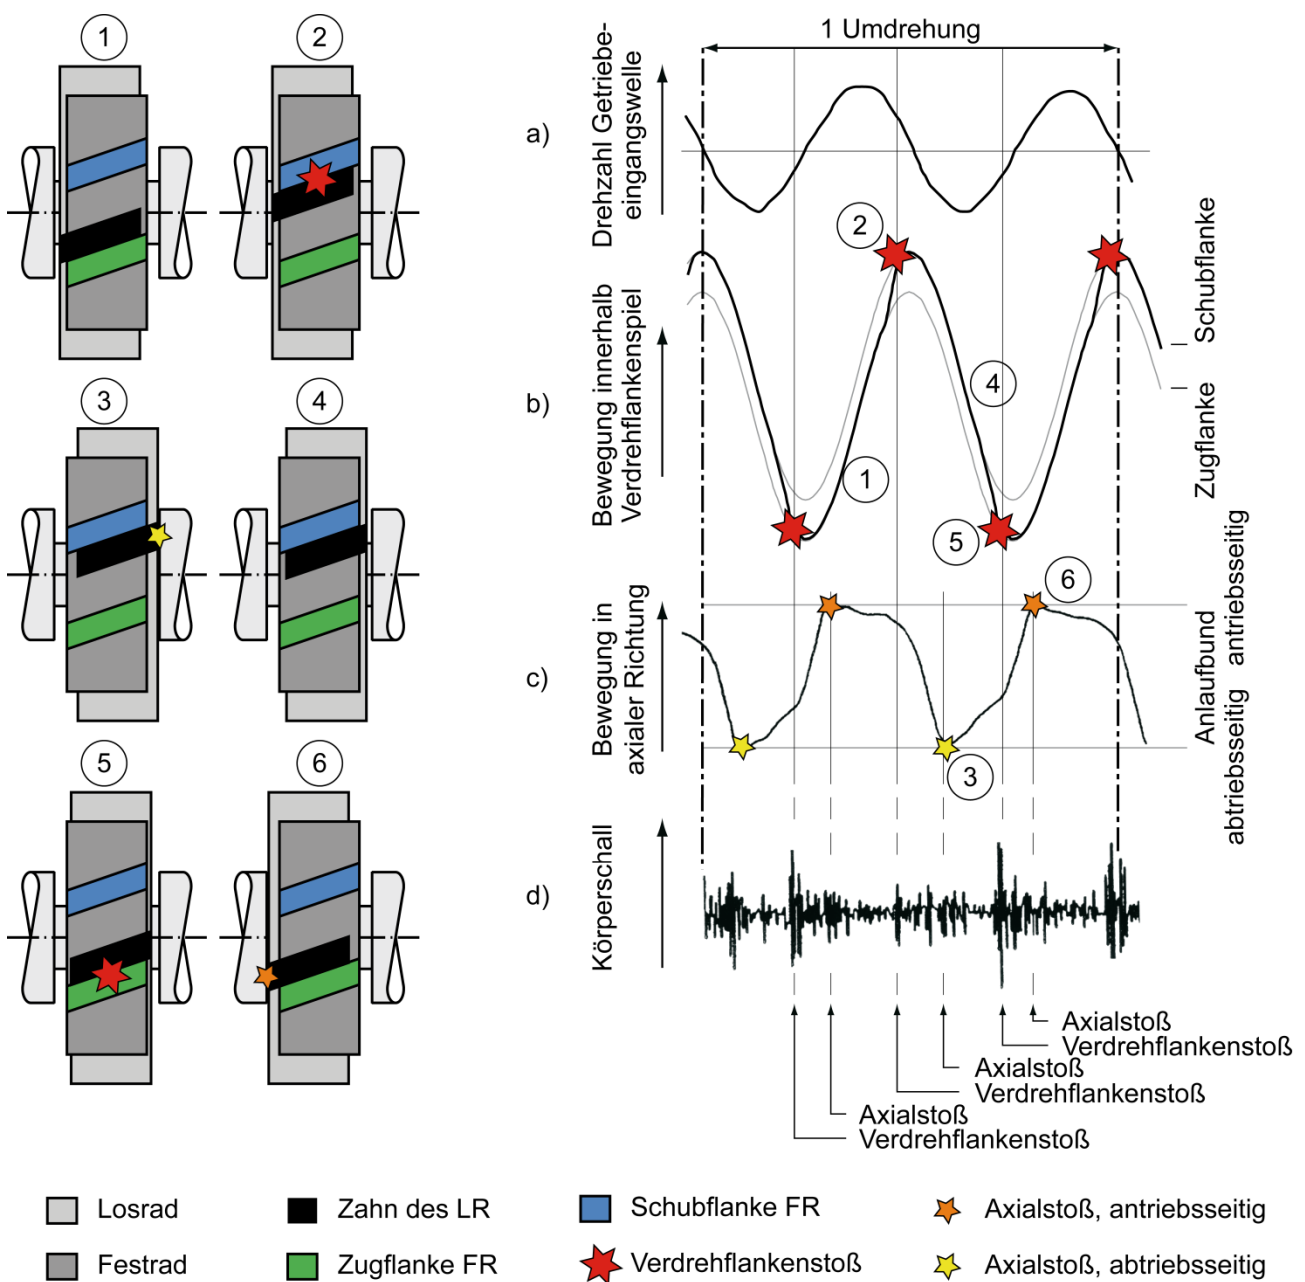 1
2
3
4
5
6
a)
Drehzahl Getriebe-
eingangswelle
1 Umdrehung
b)
Bewegung innerhalb
Verdrehflankenspiel
2
4
1
5
Schubflanke
Zugflanke
c)
Bewegung in
axialer Richtung
6
3
Anlaufbund
antriebsseitig
abtriebsseitig
d)
Körperschall
Axialstoß
Verdrehflankenstoß
Axialstoß
Verdrehflankenstoß
Axialstoß
Verdrehflankenstoß
Losrad
Zahn des LR
Schubflanke FR
Axialstoß, antriebsseitig
Festrad
Zugflanke FR
Verdrehflankenstoß
Axialstoß, abtriebsseitig